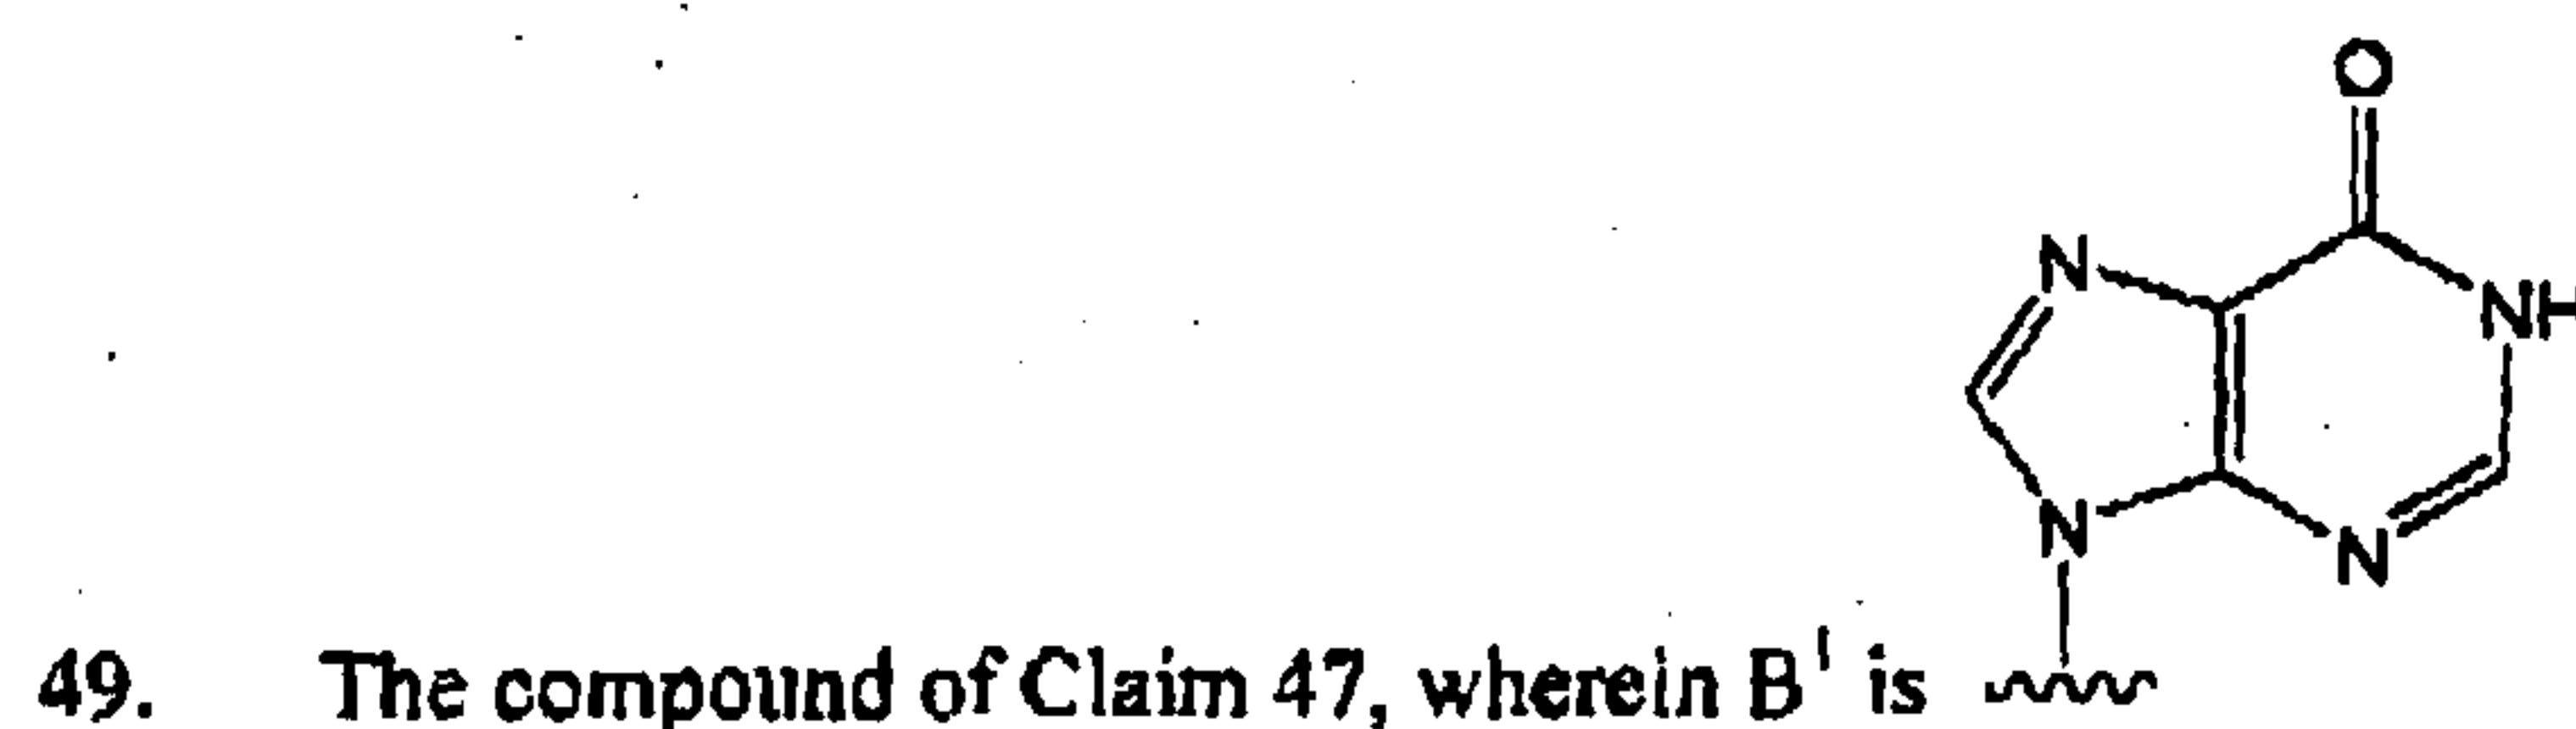 O
N
NH
N
N
49. The compound of Claim 47, wherein B¹ is